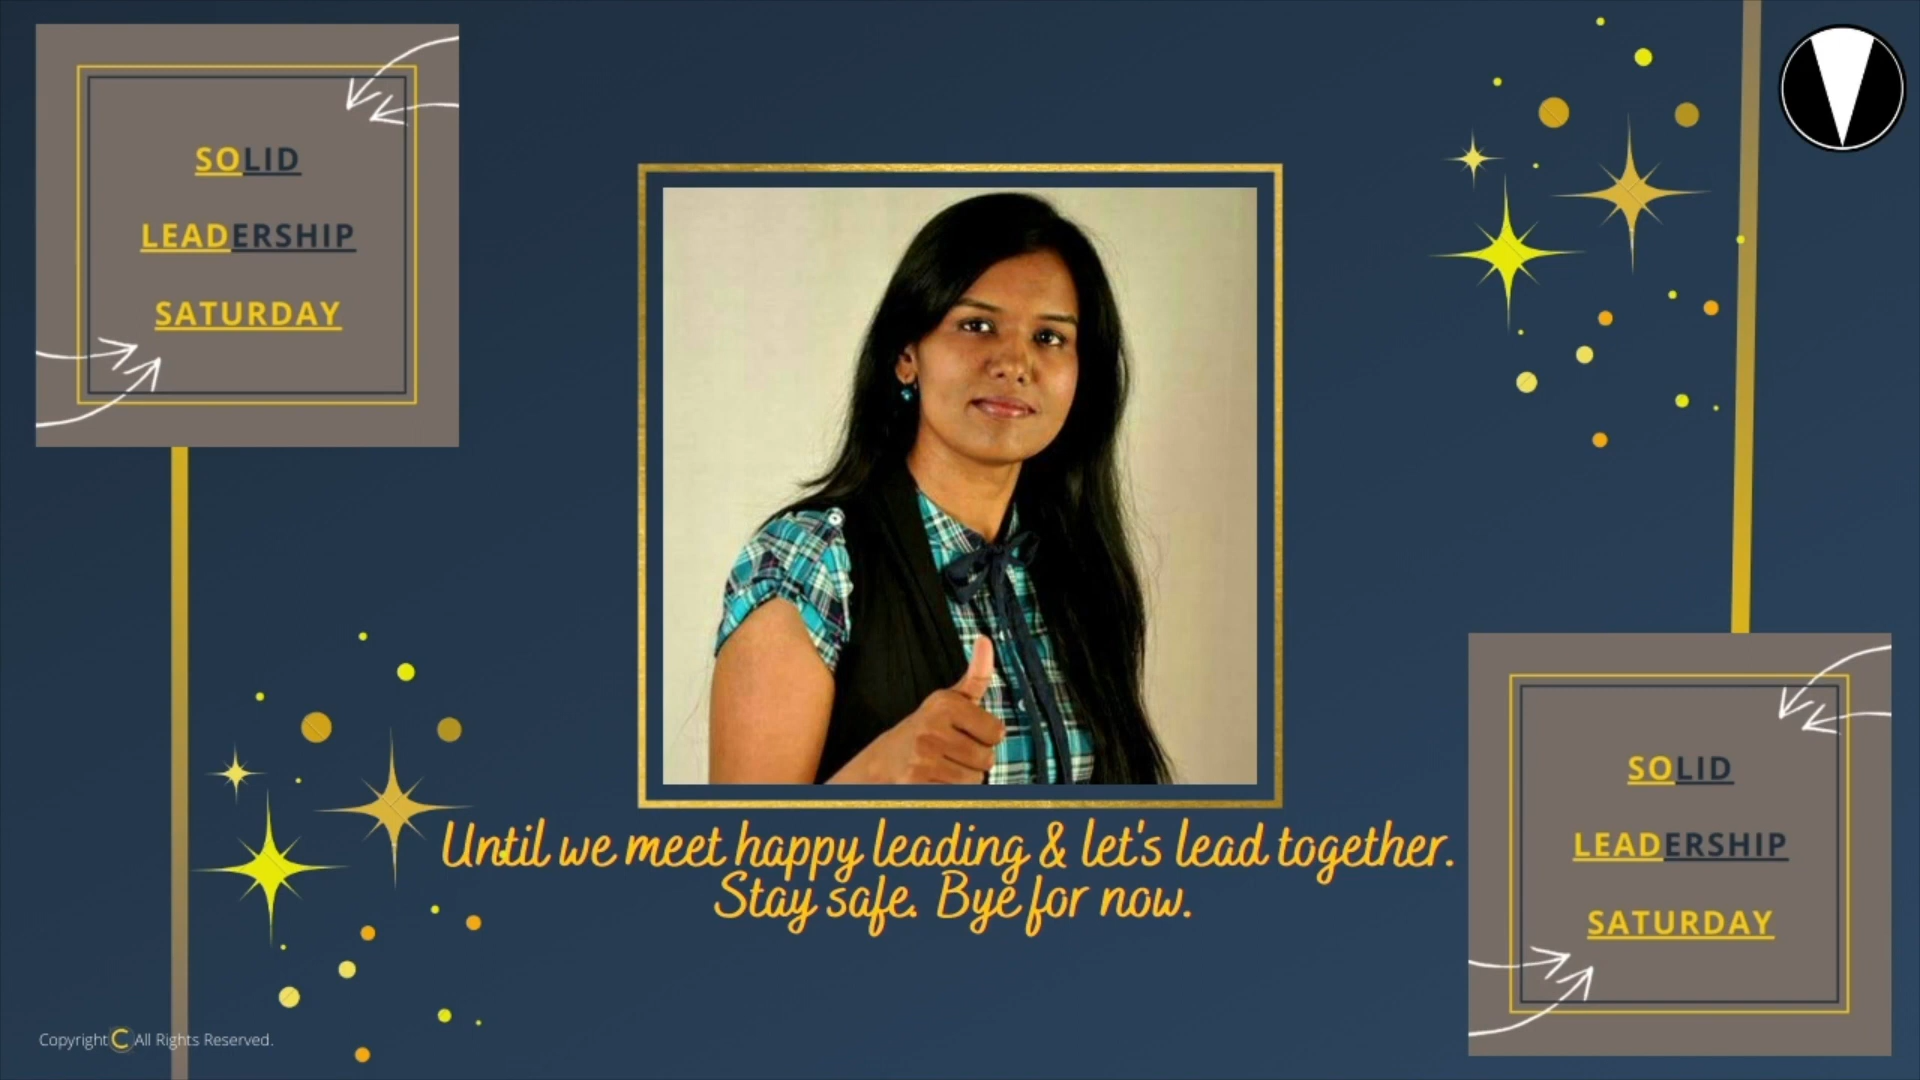 SOLID
LEADERSHIP
SATURDAY
Until we meet happy leading & let's lead together.
Stay safe. Bye for now.
SOLID
LEADERSHIP
SATURDAY
Copyright C All Rights Reserved.